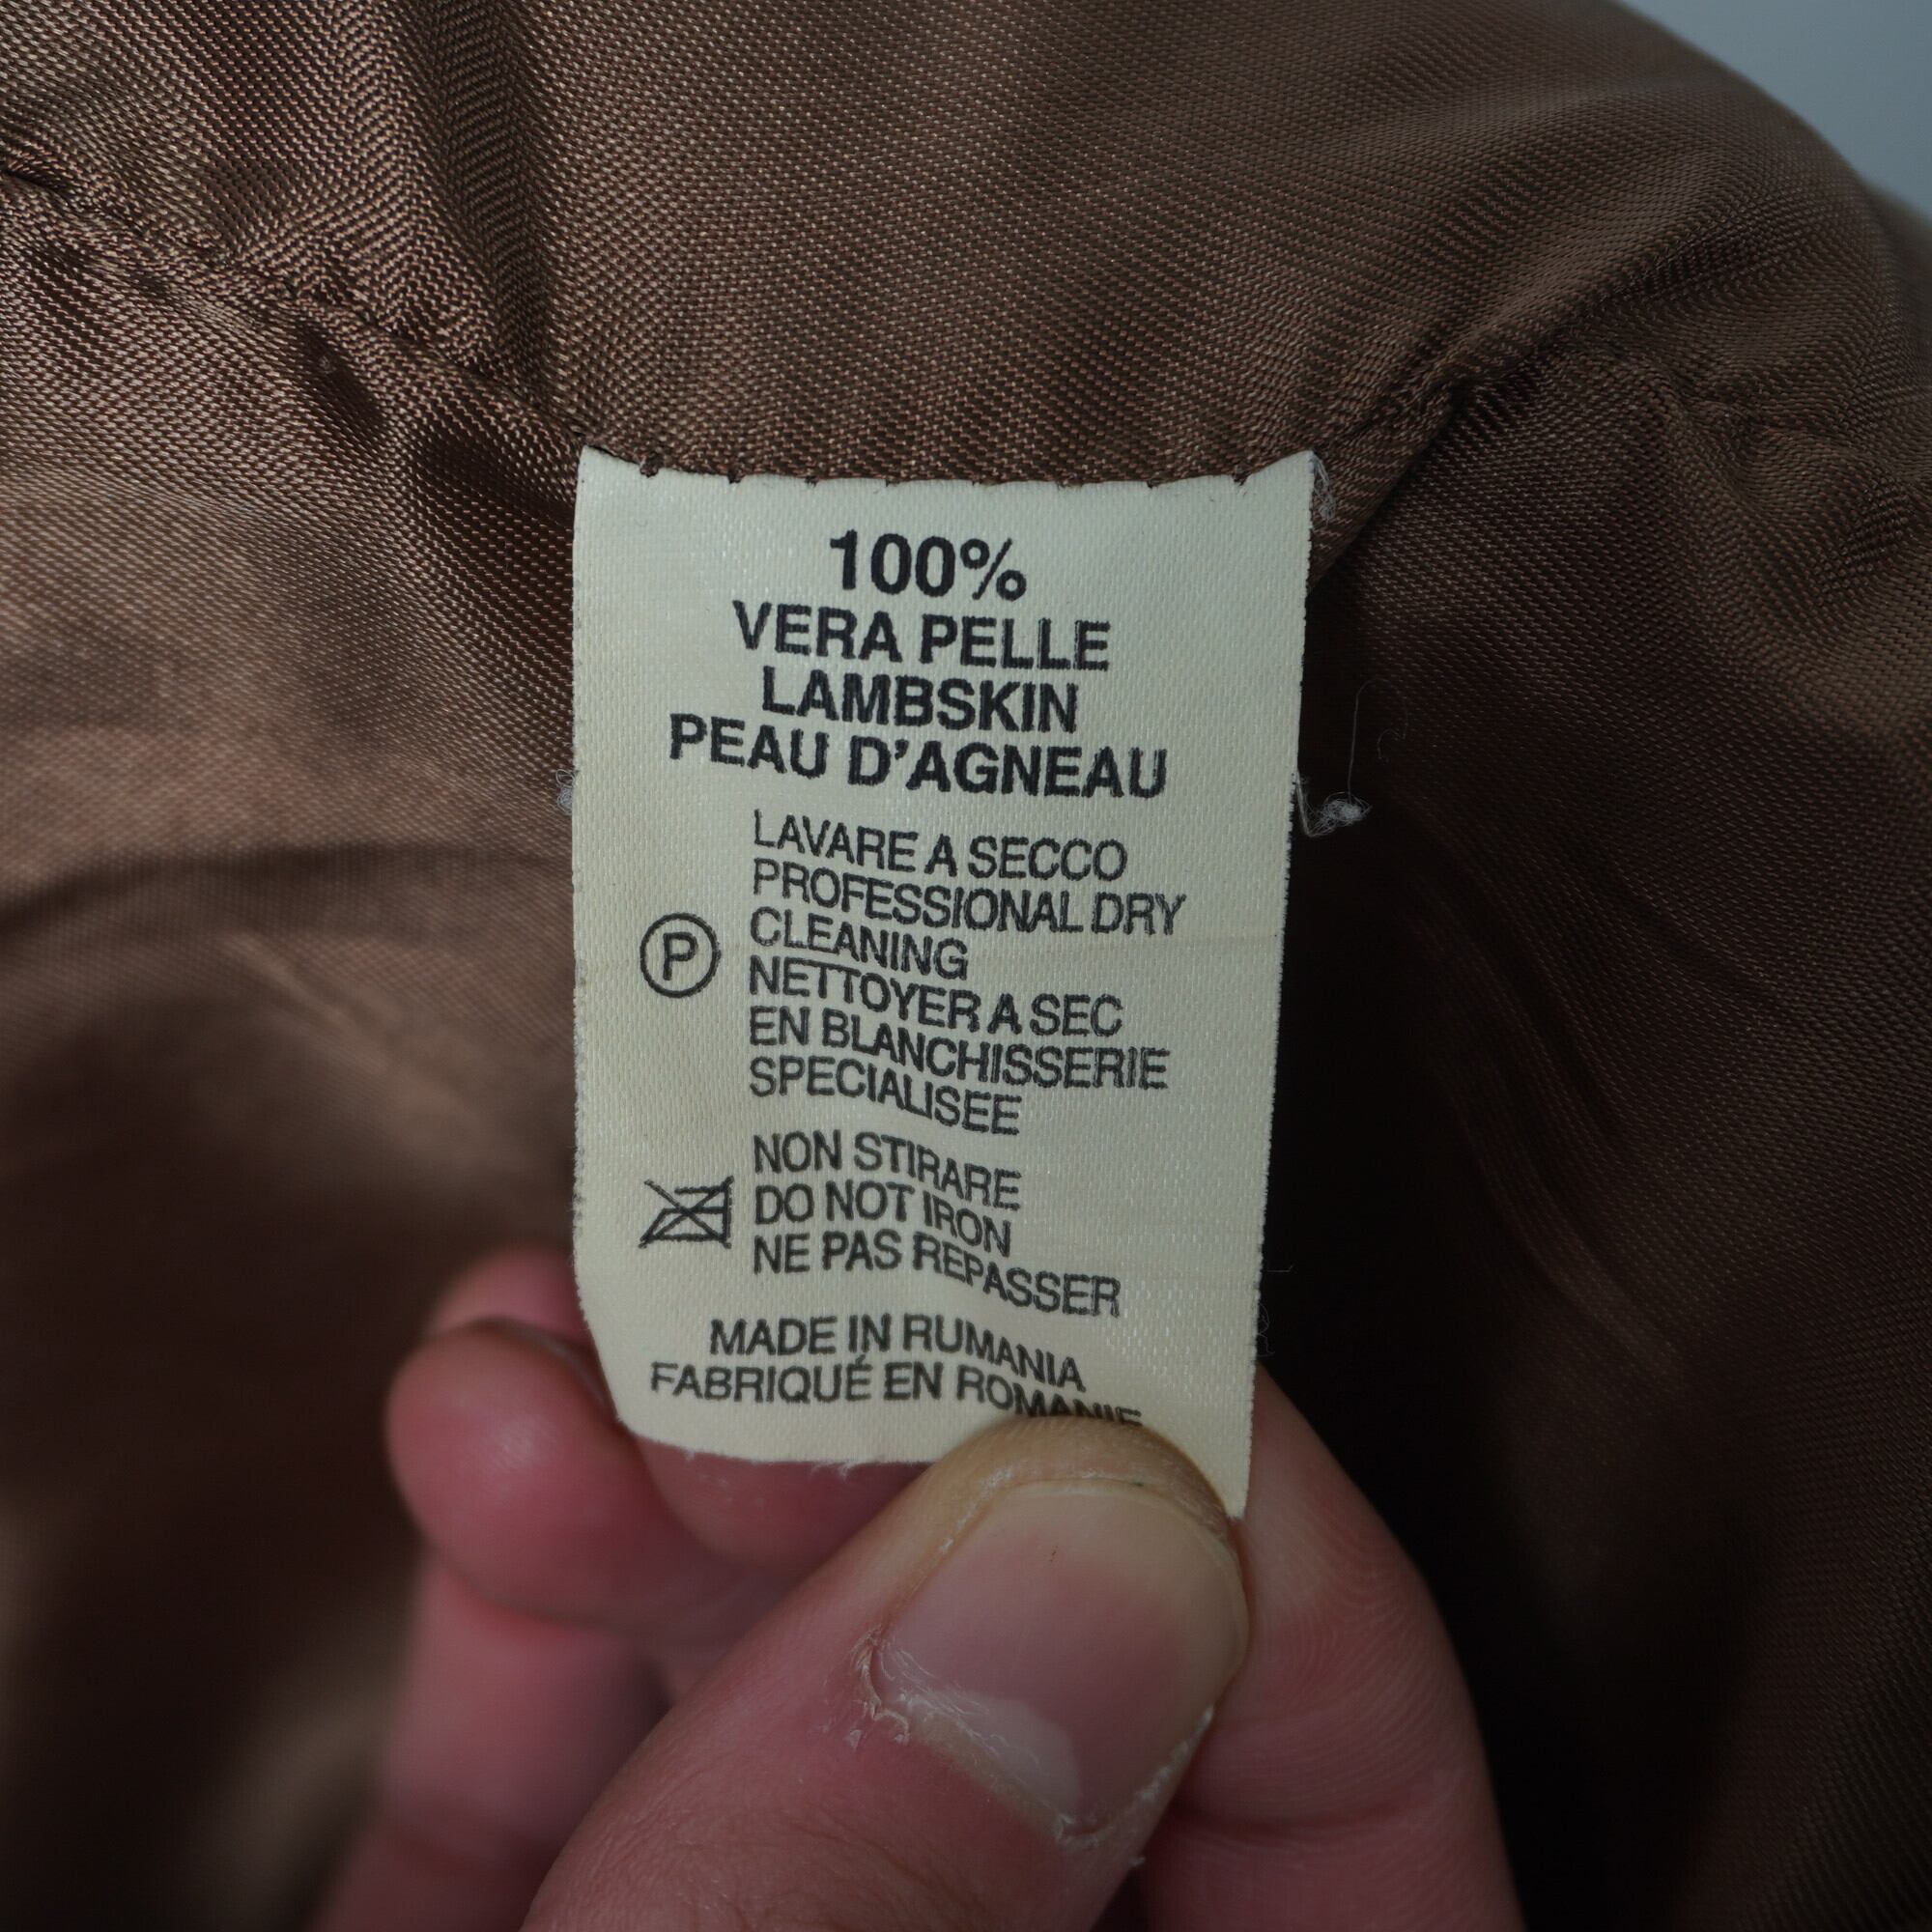 100%
VERA PELLE
LAMBSKIN
PEAU D'AGNEAU
LAVARE A SECCO
PROFESSIONAL DRY
CLEANING
P
NETTOYER A SEC
EN BLANCHISSERIE
SPECIALISEE
NON STIRARE
DO NOT IRON
NE PAS REPASSER
MADE IN RUMANIA
FABRIQUÉ EN ROMANIE